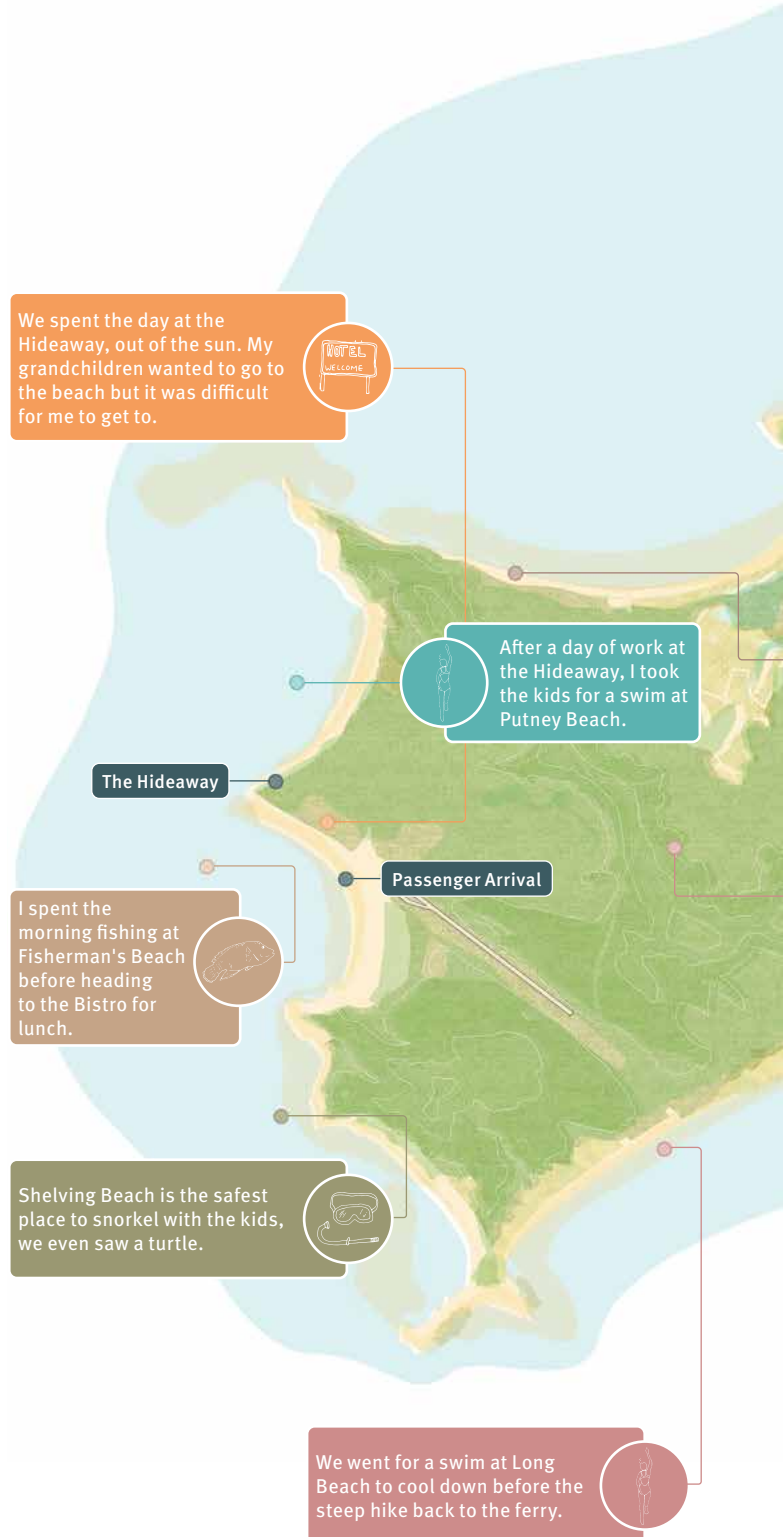 We spent the day at the
Hideaway, out of the sun. My
grandchildren wanted to go to
the beach but it was difficult
for me to get to.
HOTEL
WELCOME
After a day of work at
the Hideaway, I took
the kids for a swim at
Putney Beach.
The Hideaway
Passenger Arrival
I spent the
morning fishing at
Fisherman's Beach
before heading
to the Bistro for
lunch.
Shelving Beach is the safest
place to snorkel with the kids,
we even saw a turtle.
We went for a swim at Long
Beach to cool down before the
steep hike back to the ferry.